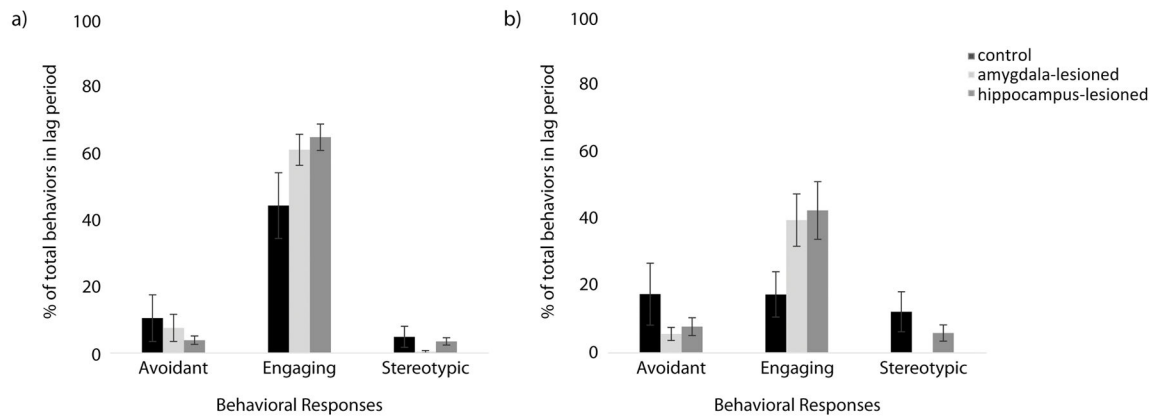 a)
% of total behaviors in lag period
100
80
60
40
20
0
Avoidant
Engaging
Stereotypic
Behavioral Responses
b)
% of total behaviors in lag period
100
80
60
40
20
0
Avoidant
Engaging
Stereotypic
Behavioral Responses
control
amygdala-lesioned
hippocampus-lesioned